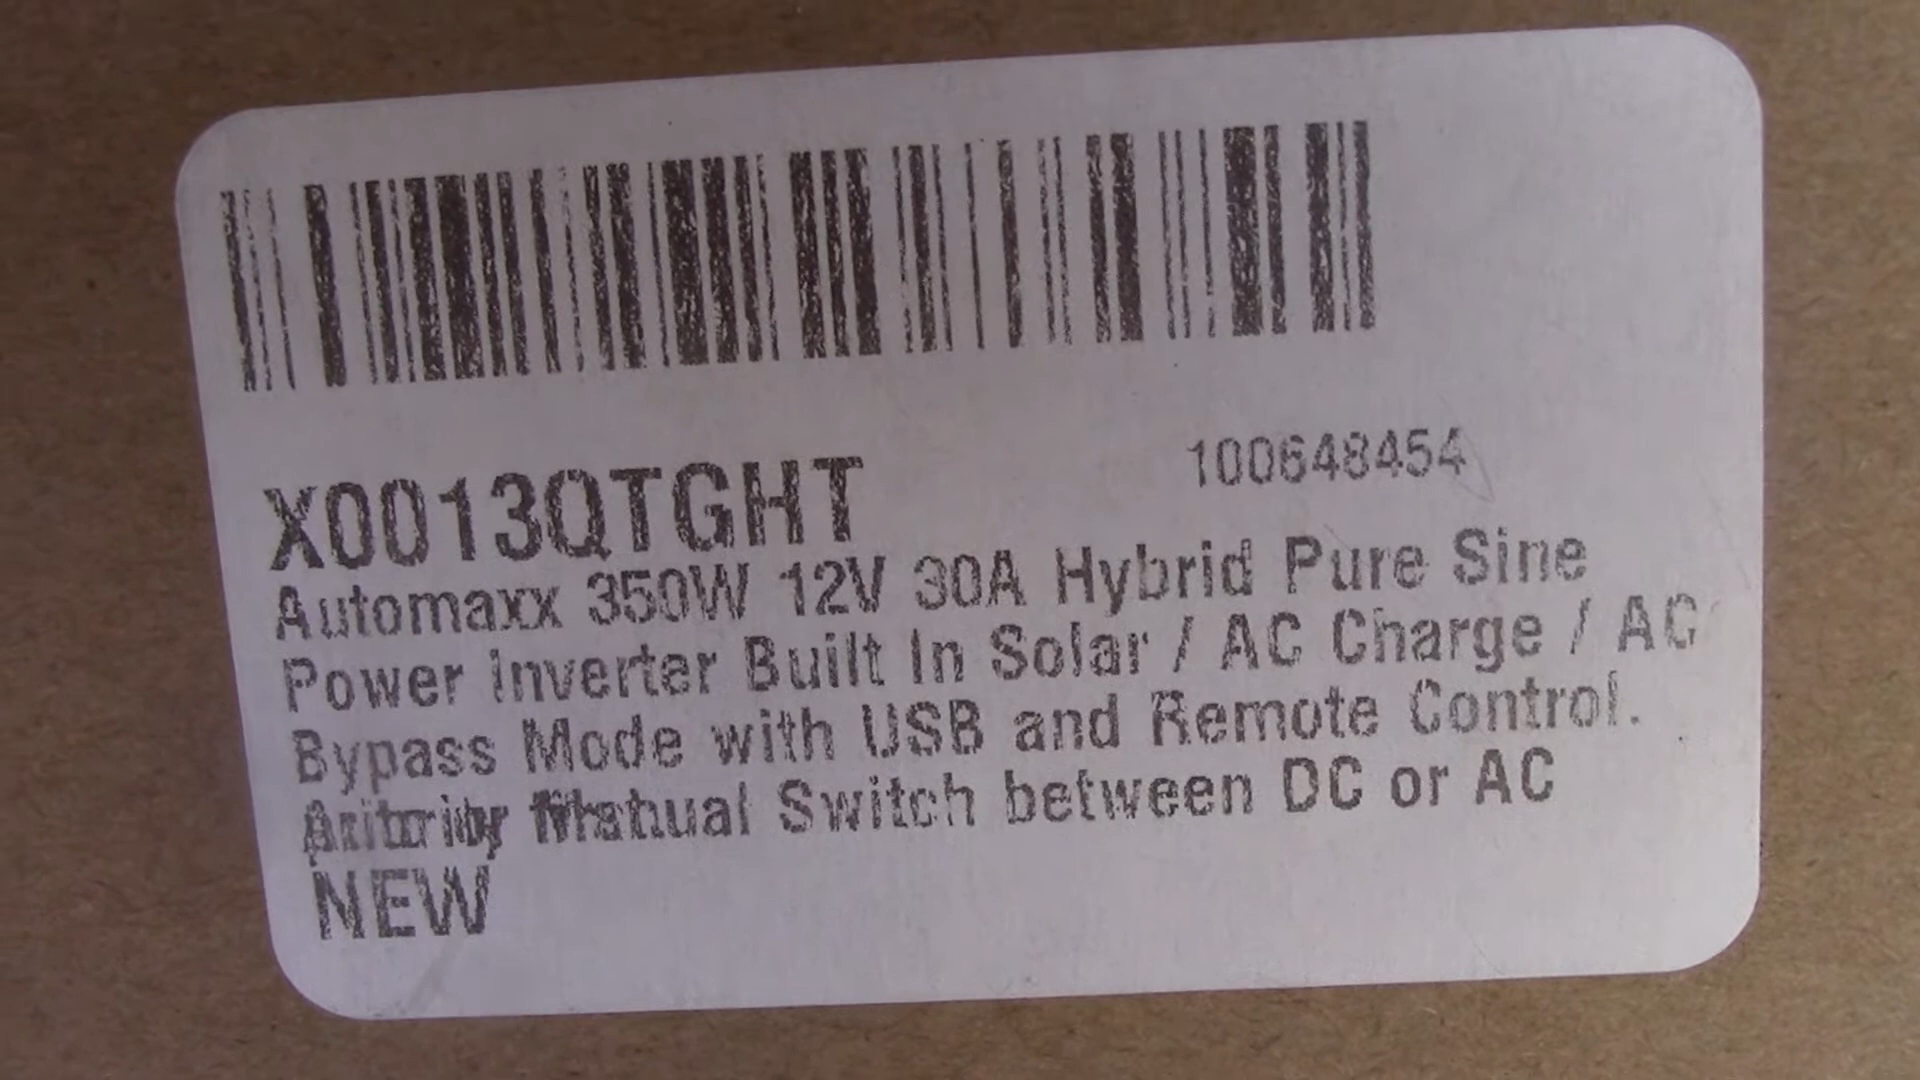 X0013QTGHT
100648454
Automaxx 350W 12V 30A Hybrid Pure Sine
Power Inverter Built In Solar / AC Charge / AC
Bypass Mode with USB and Remote Control.
Manual Switch between DC or AC
NEW